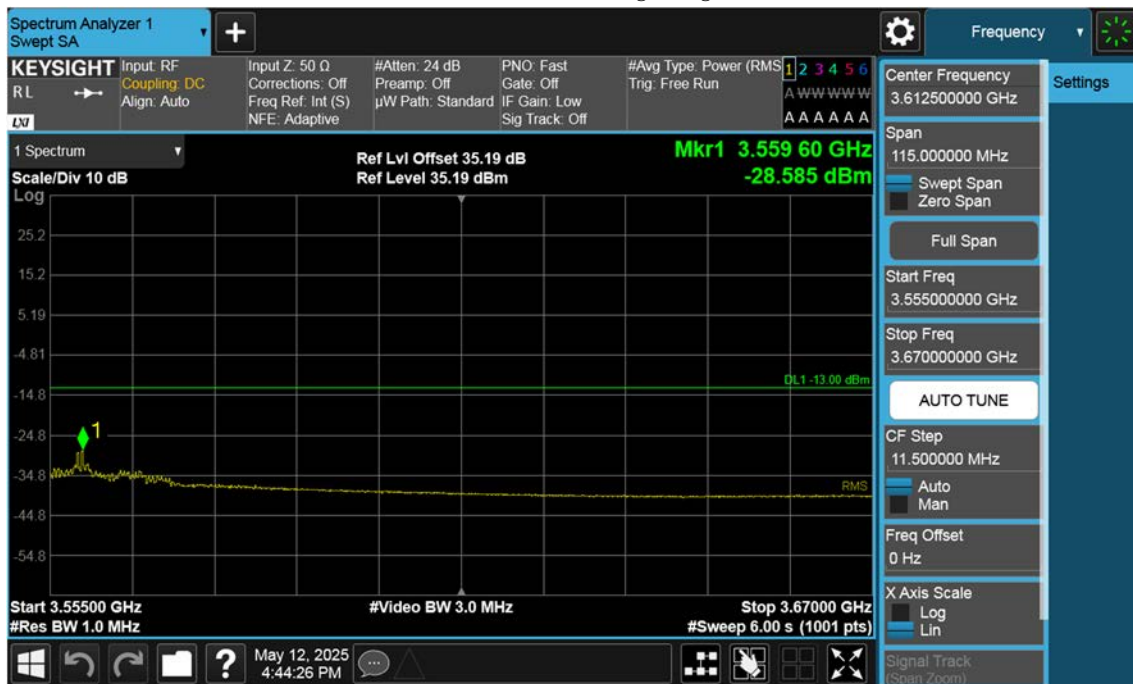 Spectrum Analyzer 1
Swept SA
+
Frequency
KEYSIGHT
RL
LXI
Input: RF
Coupling: DC
Align: Auto
Input Z: 50 Ω
Corrections: Off
Freq Ref: Int (S)
NFE: Adaptive
#Atten: 24 dB
Preamp: Off
µW Path: Standard
PNO: Fast
Gate: Off
IF Gain: Low
Sig Track: Off
#Avg Type: Power (RMS
Trig: Free Run
1 2 3 4 5 6
A W W W W W
A A A A A A
1 Spectrum
Scale/Div 10 dB
Log
Ref Lvl Offset 35.19 dB
Ref Level 35.19 dBm
Mkr1 3.559 60 GHz
-28.585 dBm
25.2
15.2
5.19
-4.81
DL1 -13.00 dBm
-14.8
-24.8
1
-34.8
RMS
-44.8
-54.8
Start 3.55500 GHz
#Res BW 1.0 MHz
#Video BW 3.0 MHz
Stop 3.67000 GHz
#Sweep 6.00 s (1001 pts)
?
May 12, 2025
4:44:26 PM
Center Frequency
3.612500000 GHz
Span
115.000000 MHz
Swept Span
Zero Span
Full Span
Start Freq
3.555000000 GHz
Stop Freq
3.670000000 GHz
AUTO TUNE
CF Step
11.500000 MHz
Auto
Man
Freq Offset
0 Hz
X Axis Scale
Log
Lin
Signal Track
(Span Zoom)
Settings